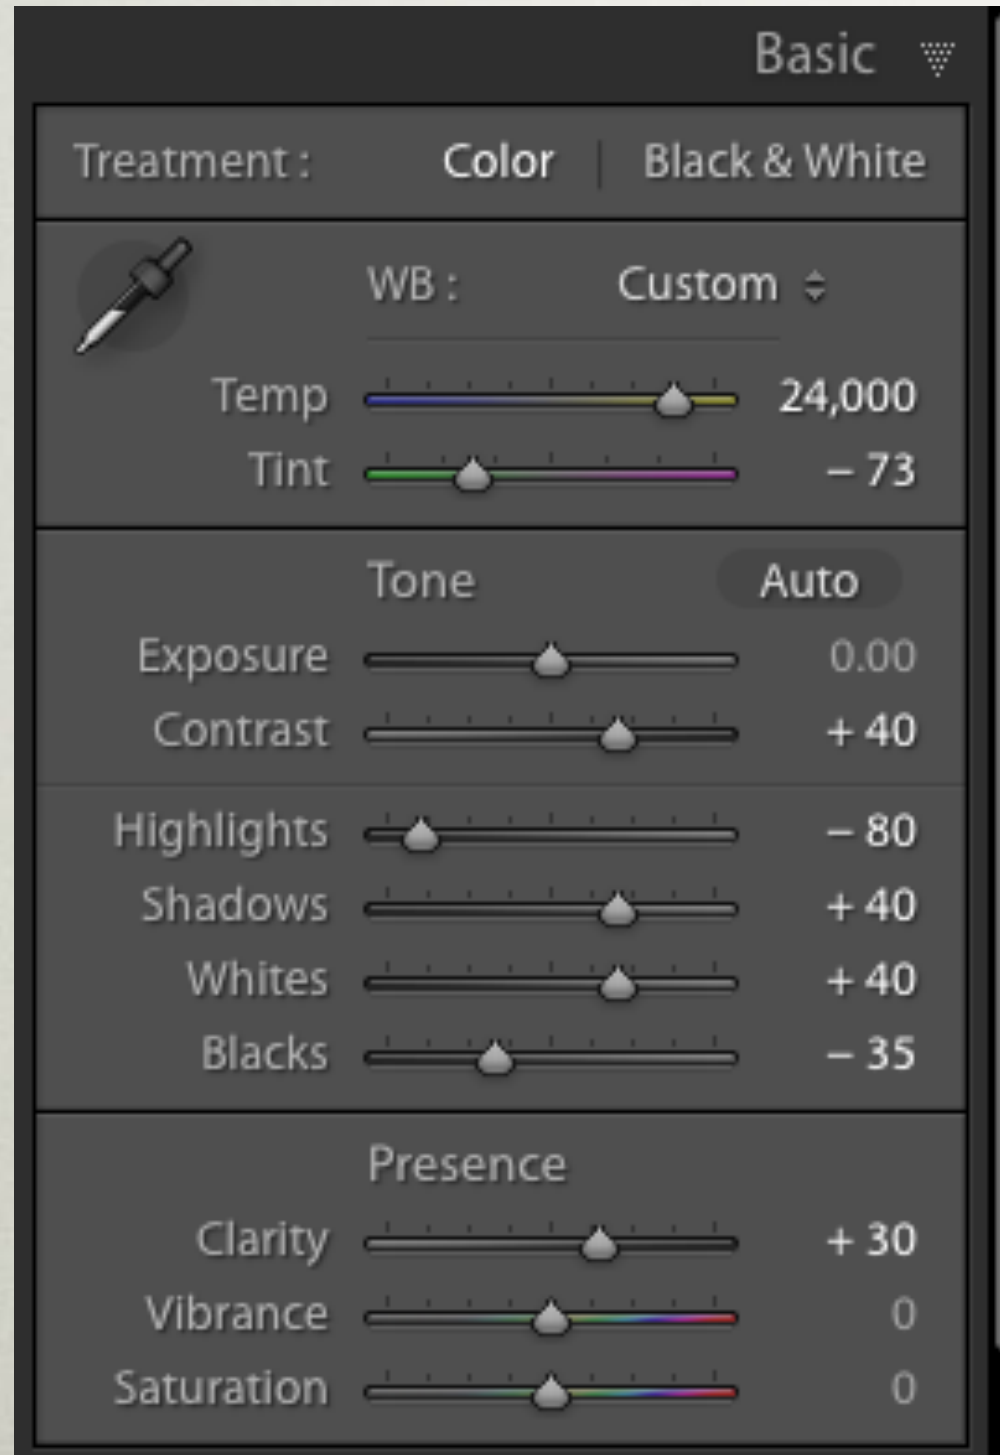 Basic
Treatment : Color | Black & White
WB : Custom
Temp 24,000
Tint – 73
Tone Auto
Exposure 0.00
Contrast + 40
Highlights – 80
Shadows + 40
Whites + 40
Blacks – 35
Presence
Clarity + 30
Vibrance 0
Saturation 0